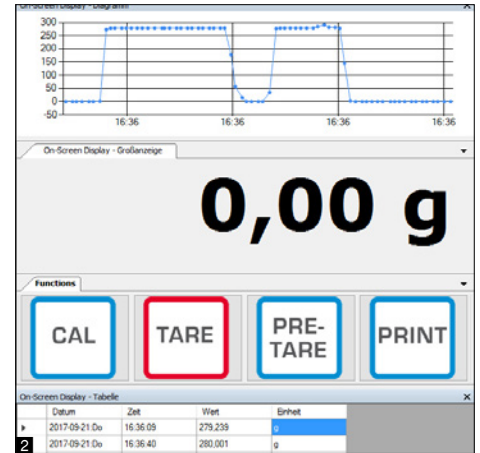 On-Screen Display - Diagramm
300
250
200
150
100
50
0
-50
16:36 16:36 16:36 16:36
On-Screen Display - Großanzeige
0,00 g
Functions
CAL TARE PRE-TARE PRINT
On-Screen Display - Tabelle
Datum Zeit Wert Einheit
2017-09-21:Do 16:36:09 279,239 g
2 2017-09-21:Do 16:36:40 280,001 g